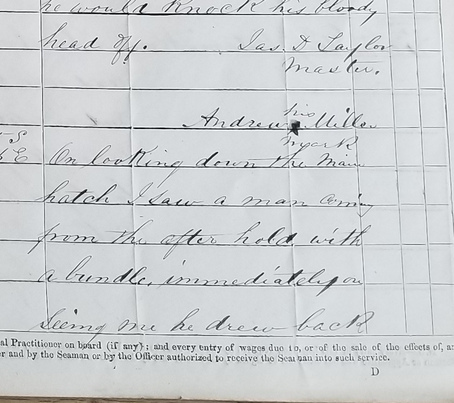 he would knock his bloody
head off.     Jas. D Taylor
Master.
his
Andrew x Miller
mark
On looking down the Main
hatch I saw a man coming
from the after hold with
a bundle, immediately on
seeing me he drew back
al Practitioner on board (if any); and every entry of wages due to, or of the sale of the effects of, a
r and by the Seaman or by the Officer authorized to receive the Seaman into such service.
D